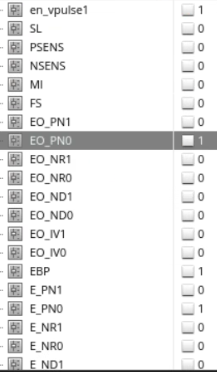 en_vpulse1 1
SL 0
PSENS 0
NSENS 0
MI 0
FS 0
EO_PN1 0
EO_PN0 1
EO_NR1 0
EO_NR0 0
EO_ND1 0
EO_ND0 0
EO_IV1 0
EO_IV0 0
EBP 1
E_PN1 0
E_PN0 1
E_NR1 0
E_NR0 0
E_ND1 0